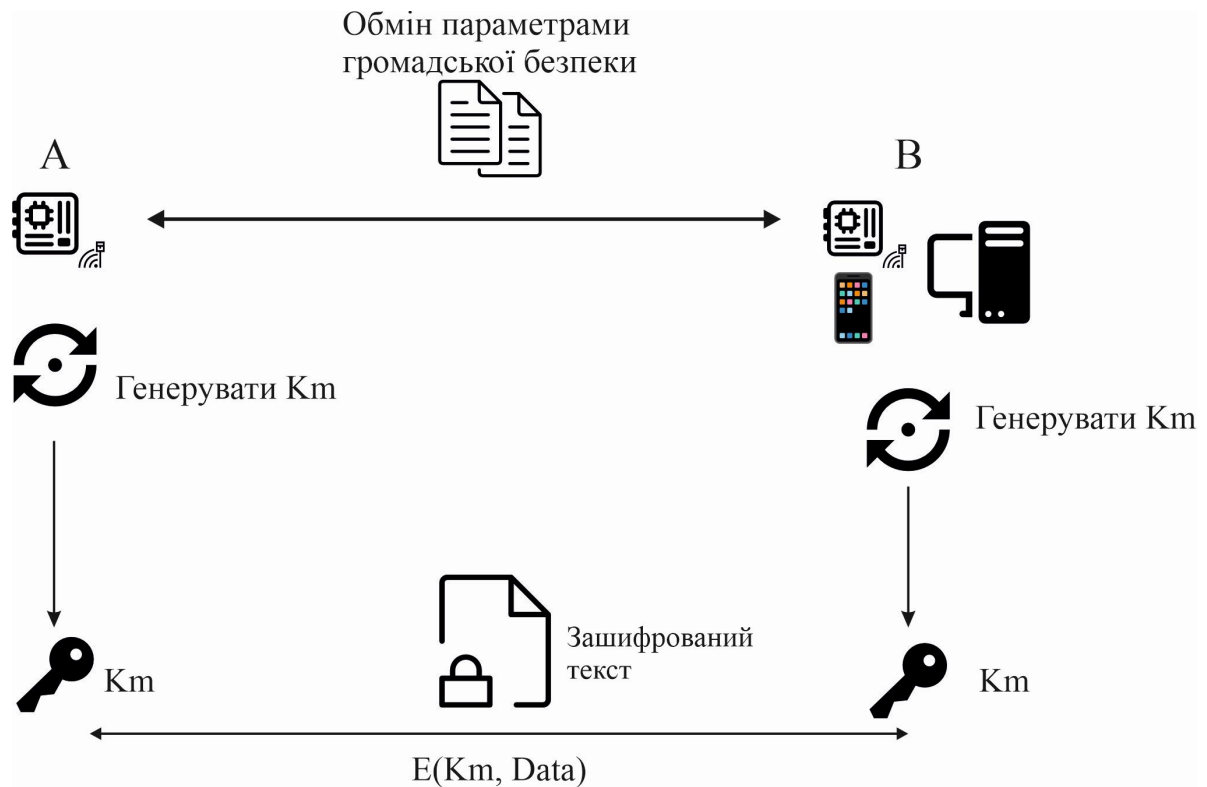 Обмін параметрами
громадської безпеки
A
B
Генерувати Km
Генерувати Km
Зашифрований
текст
Km
Km
E(Km, Data)